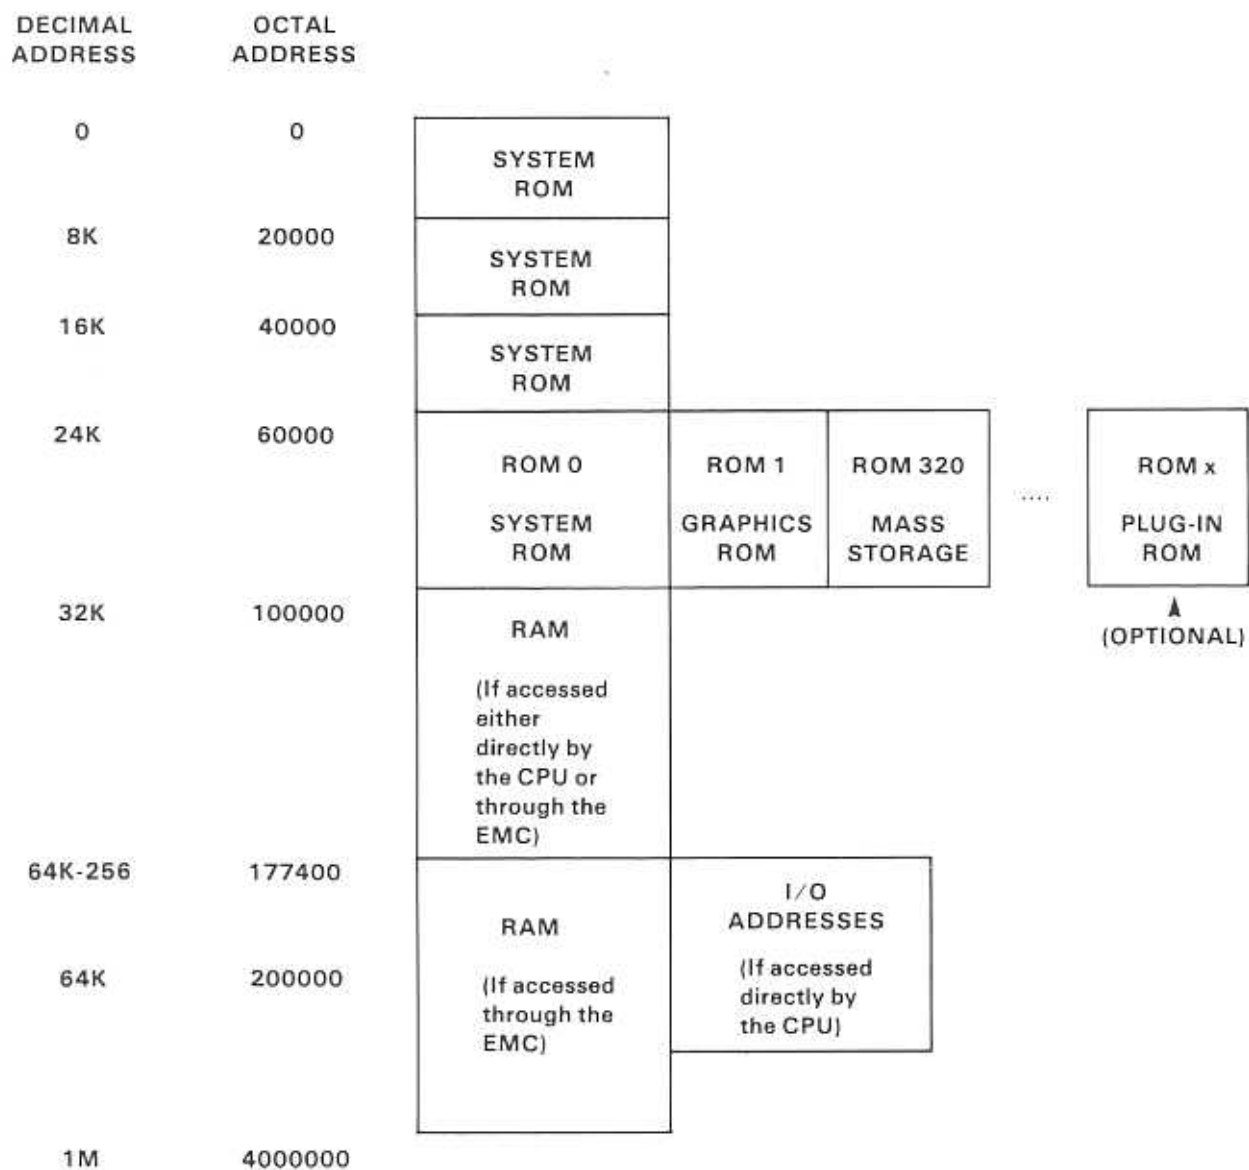 DECIMAL ADDRESS
OCTAL ADDRESS
0 0
SYSTEM
ROM
8K 20000
SYSTEM
ROM
16K 40000
SYSTEM
ROM
24K 60000
ROM 0
SYSTEM
ROM
ROM 1
GRAPHICS
ROM
ROM 320
MASS
STORAGE
....
ROM x
PLUG-IN
ROM
(OPTIONAL)
32K 100000
RAM
(If accessed
either
directly by
the CPU or
through the
EMC)
64K-256 177400
RAM
(If accessed
through the
EMC)
I/O
ADDRESSES
(If accessed
directly by
the CPU)
64K 200000
1M 4000000